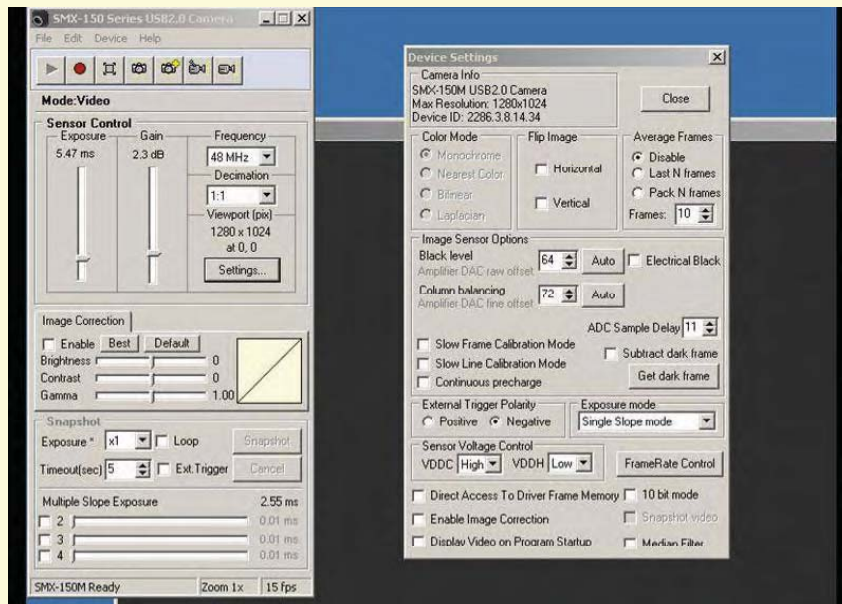 SMX-150 Series USB2.0 Camera
File Edit Device Help
Mode:Video
Sensor Control
Exposure Gain Frequency
5.47 ms 2.3 dB 48 MHz
Decimation
1:1
Viewport (pix)
1280 x 1024
at 0, 0
Settings...
Image Correction
Enable Best Default
Brightness 0
Contrast 0
Gamma 1.00
Snapshot
Exposure * x1 Loop Snapshot
Timeout(sec) 5 Ext.Trigger Cancel
Multiple Slope Exposure 2.55 ms
2 0.01 ms
3 0.01 ms
4 0.01 ms
SMX-150M Ready Zoom 1x 15 fps
Device Settings
Camera Info
SMX-150M USB2.0 Camera
Max Resolution: 1280x1024
Device ID: 2286.3.8.14.34
Close
Color Mode Flip Image Average Frames
Monochrome Horizontal Disable
Nearest Color Last N frames
Bilinear Vertical Pack N frames
Laplacian Frames: 10
Image Sensor Options
Black level 64 Auto Electrical Black
Amplifier DAC raw offset
Column balancing 72 Auto
Amplifier DAC fine offset
ADC Sample Delay 11
Slow Frame Calibration Mode Subtract dark frame
Slow Line Calibration Mode Get dark frame
Continuous precharge
External Trigger Polarity Exposure mode
Positive Negative Single Slope mode
Sensor Voltage Control
VDDC High VDDH Low FrameRate Control
Direct Access To Driver Frame Memory 10 bit mode
Enable Image Correction Snapshot video
Display Video on Program Startup Median Filter